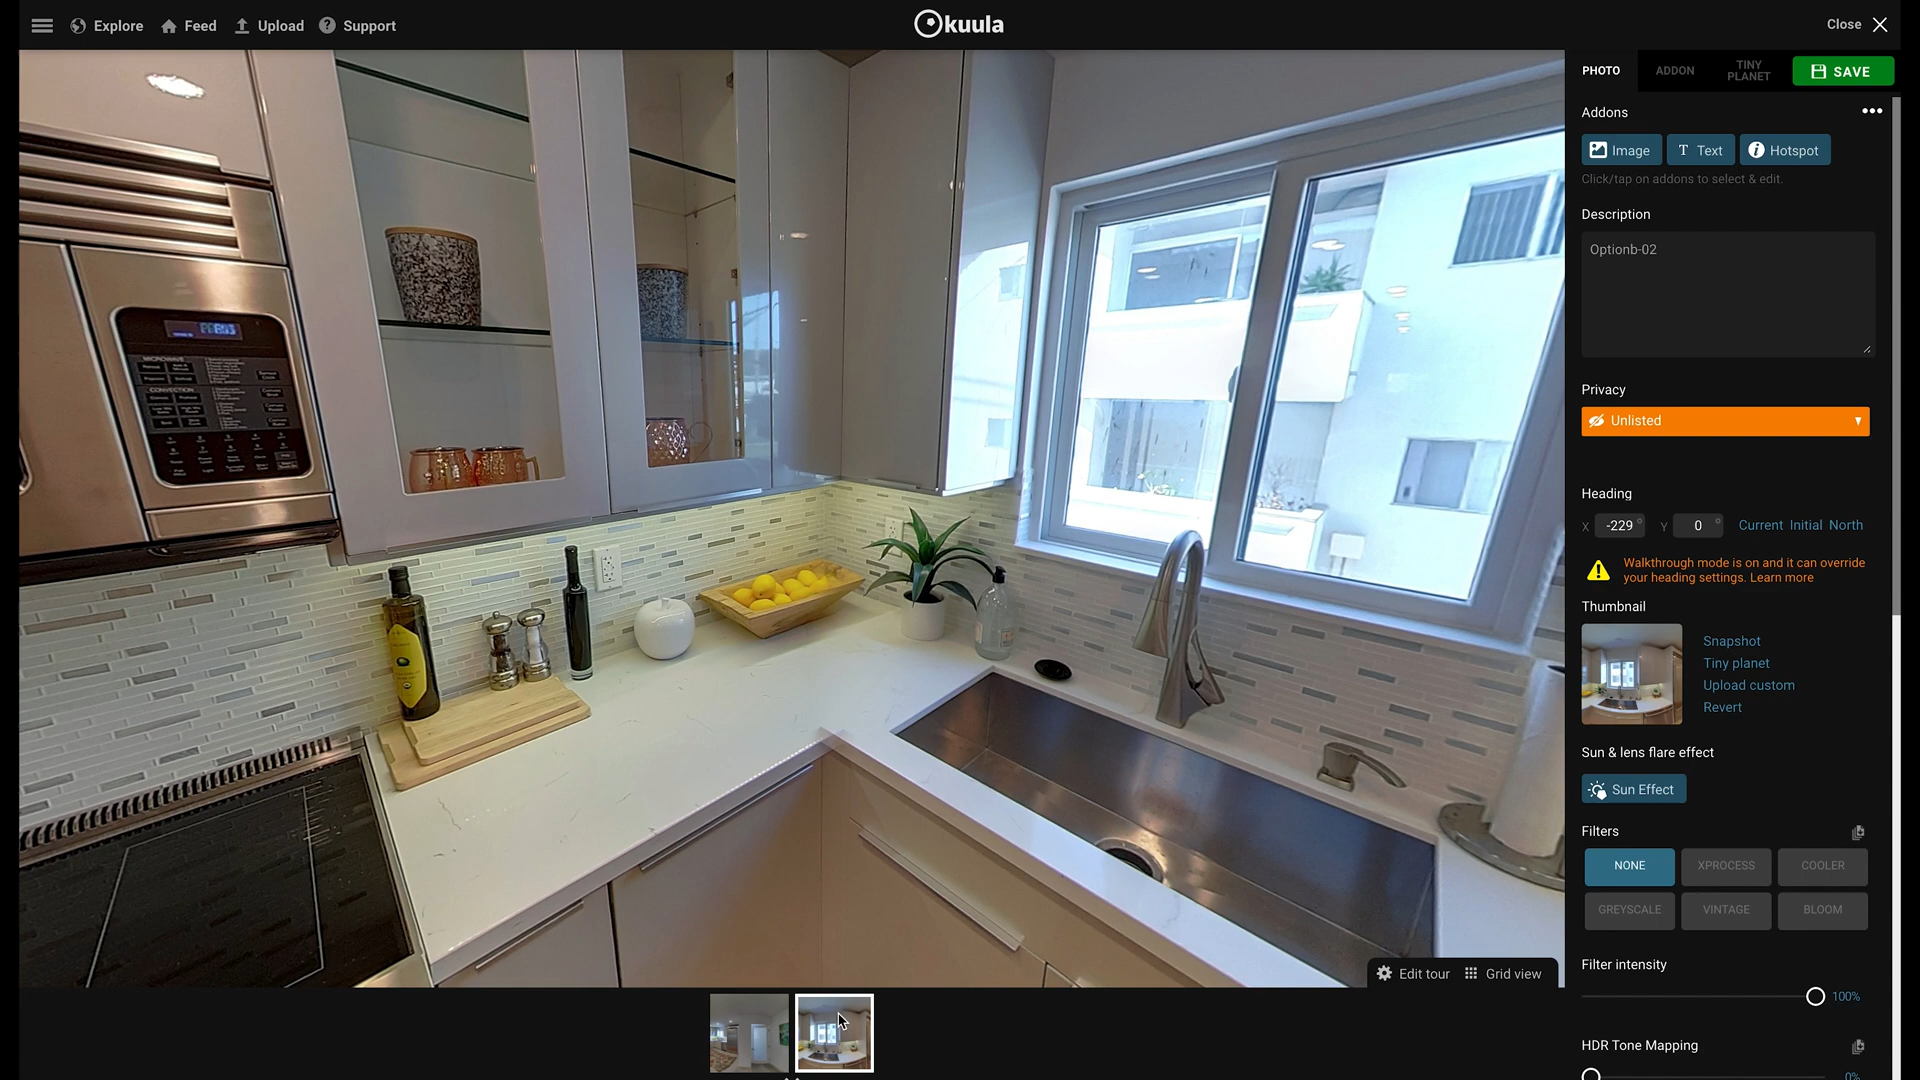 Explore
Feed
Upload
Support
kuula
Close
PHOTO
ADDON
TINY
PLANET
SAVE
Addons
Image
Text
Hotspot
Click/tap on addons to select & edit.
Description
Optionb-02
Privacy
Unlisted
Heading
X -229° Y 0° Current Initial North
Walkthrough mode is on and it can override
your heading settings. Learn more
Thumbnail
Snapshot
Tiny planet
Upload custom
Revert
Sun & lens flare effect
Sun Effect
Filters
NONE
XPROCESS
COOLER
GREYSCALE
VINTAGE
BLOOM
Filter intensity
100%
HDR Tone Mapping
0%
Edit tour
Grid view
MICROWAVE
CONVECTION